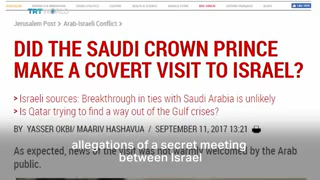 TRT WORLD
Jerusalem Post > Arab-Israeli Conflict >
DID THE SAUDI CROWN PRINCE
MAKE A COVERT VISIT TO ISRAEL?
> Israeli sources: Breakthrough in ties with Saudi Arabia is unlikely
> Is Qatar trying to find a way out of the Gulf crises?
BY YASSER OKBI/ MAARIV HASHAVUA / SEPTEMBER 11, 2017 13:21
allegations of a secret meeting
As expected, news of the visit was not warmly welcomed by the Arab
between Israel
public.